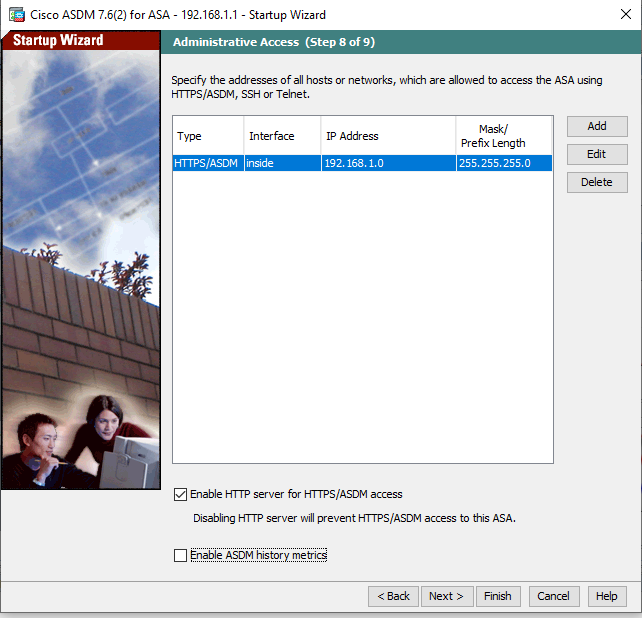 Cisco ASDM 7.6(2) for ASA - 192.168.1.1 - Startup Wizard
Startup Wizard
Administrative Access (Step 8 of 9)
Specify the addresses of all hosts or networks, which are allowed to access the ASA using
HTTPS/ASDM, SSH or Telnet.
Type Interface IP Address Mask/
Prefix Length
HTTPS/ASDM inside 192.168.1.0 255.255.255.0
Add
Edit
Delete
Enable HTTP server for HTTPS/ASDM access
Disabling HTTP server will prevent HTTPS/ASDM access to this ASA.
Enable ASDM history metrics
< Back Next > Finish Cancel Help